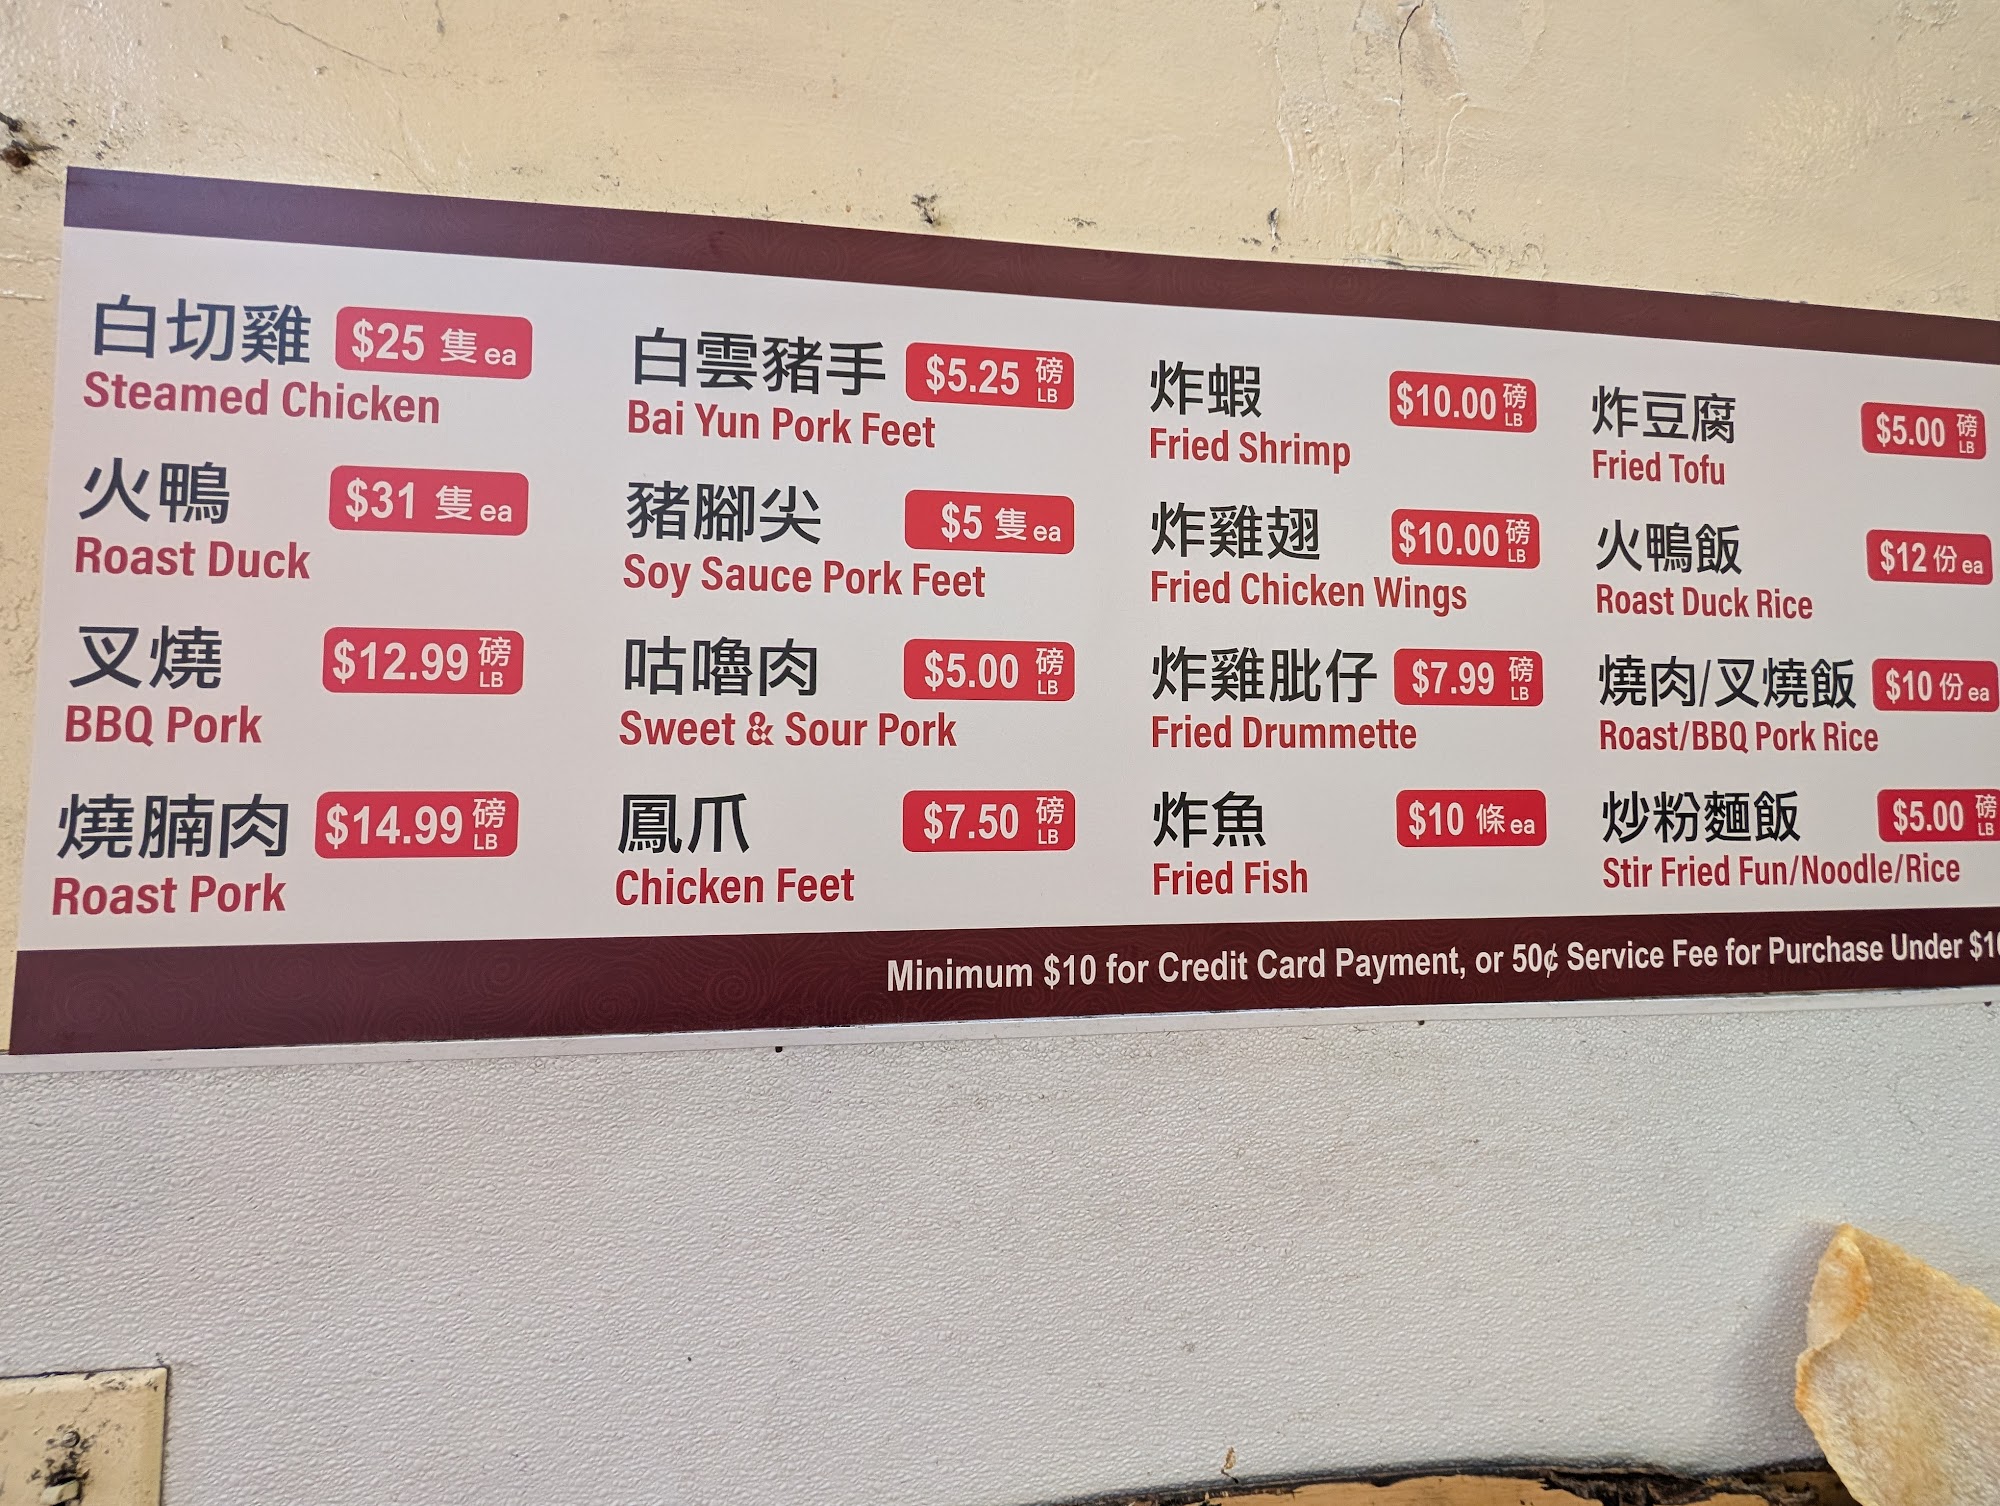 白切雞 $25 隻 ea
Steamed Chicken
火鴨 $31 隻 ea
Roast Duck
叉燒 $12.99 磅 LB
BBQ Pork
燒腩肉 $14.99 磅 LB
Roast Pork
白雲豬手 $5.25 磅 LB
Bai Yun Pork Feet
豬腳尖 $5 隻 ea
Soy Sauce Pork Feet
咕嚕肉 $5.00 磅 LB
Sweet & Sour Pork
鳳爪 $7.50 磅 LB
Chicken Feet
炸蝦 $10.00 磅 LB
Fried Shrimp
炸雞翅 $10.00 磅 LB
Fried Chicken Wings
炸雞肶仔 $7.99 磅 LB
Fried Drummette
炸魚 $10 條 ea
Fried Fish
炸豆腐 $5.00 磅 LB
Fried Tofu
火鴨飯 $12 份 ea
Roast Duck Rice
燒肉/叉燒飯 $10 份 ea
Roast/BBQ Pork Rice
炒粉麵飯 $5.00 磅 LB
Stir Fried Fun/Noodle/Rice
Minimum $10 for Credit Card Payment, or 50¢ Service Fee for Purchase Under